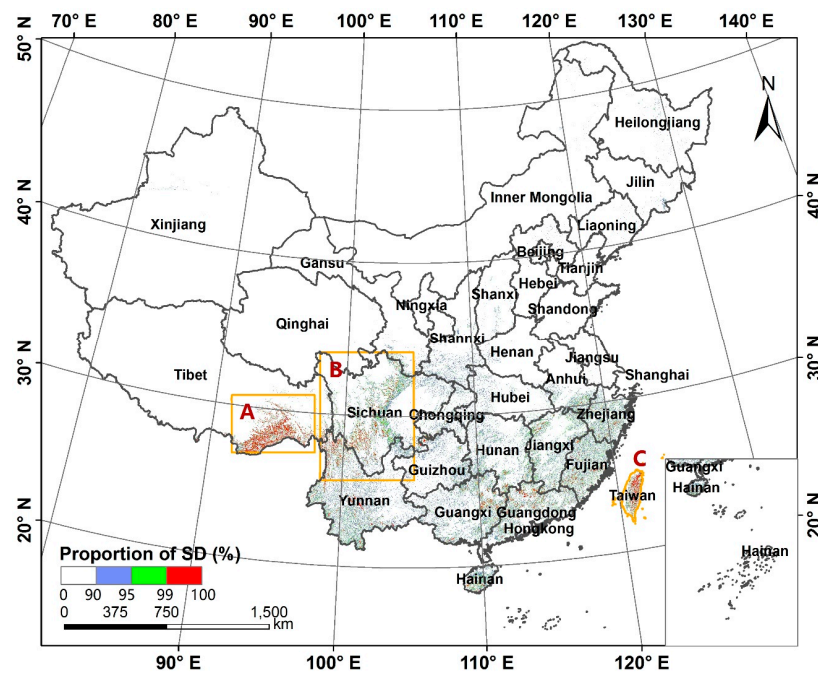 70° E 80° E 90° E 100° E 110° E 120° E 130° E 140° E
50° N
N
Heilongjiang
Jilin
40° N
40° N
Inner Mongolia
Xinjiang
Liaoning
Beijing
Gansu
Tianjin
Hebei
Shanxi
Ningxia
Shandong
Qinghai
Shannxi
Henan
Jiangsu
30° N
30° N
B
Tibet
Anhui
Shanghai
Hubei
A
Sichuan
Chongqing
Zhejiang
Hunan
Jiangxi
C
Guizhou
Fujian
Guangxi
Hainan
Taiwan
Yunnan
Guangxi
Guangdong
Hongkong
20° N
20° N
Hainan
Proportion of SD (%)
Hainan
0 90 95 99 100
0 375 750 1,500
km
90° E 100° E 110° E 120° E